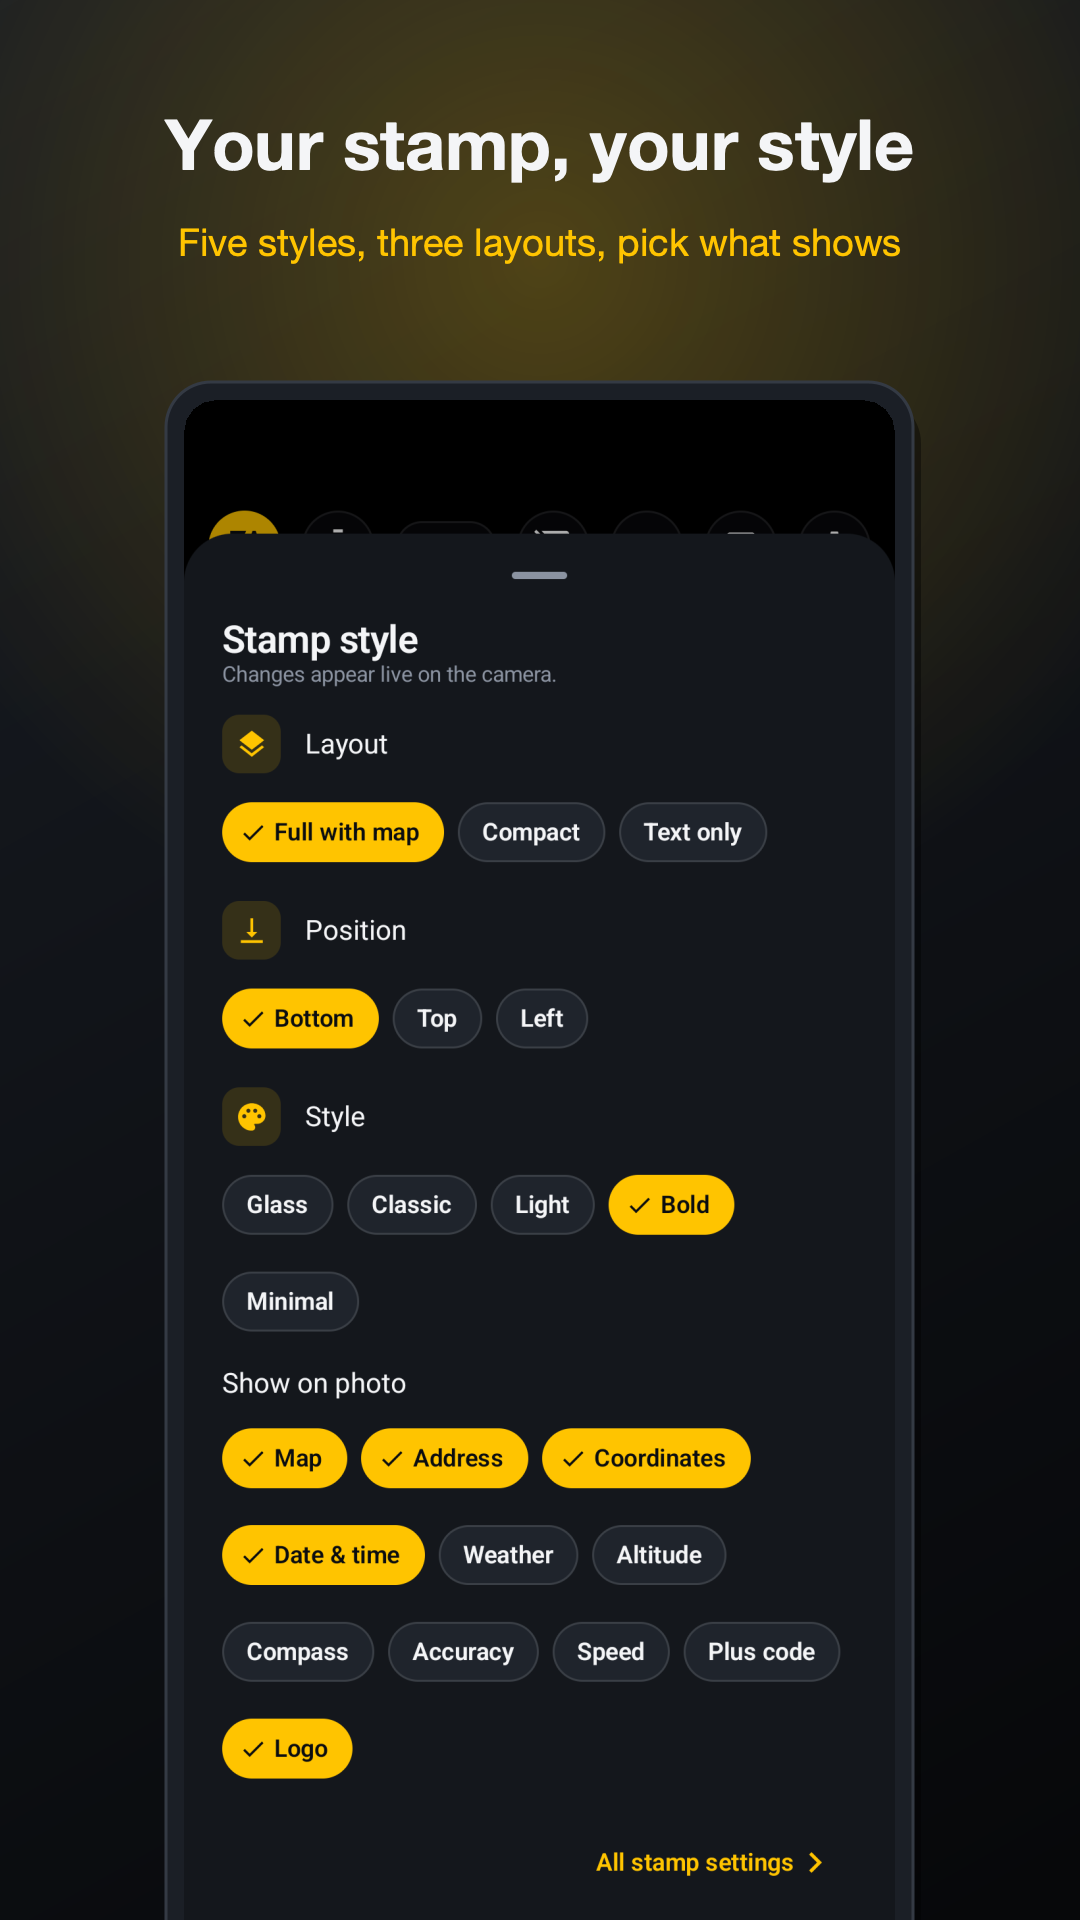 Your stamp, your style
Five styles, three layouts, pick what shows
Stamp style
Changes appear live on the camera.
Layout
Full with map
Compact
Text only
Position
Bottom
Top
Left
Style
Glass
Classic
Light
Bold
Minimal
Show on photo
Map
Address
Coordinates
Date & time
Weather
Altitude
Compass
Accuracy
Speed
Plus code
Logo
All stamp settings